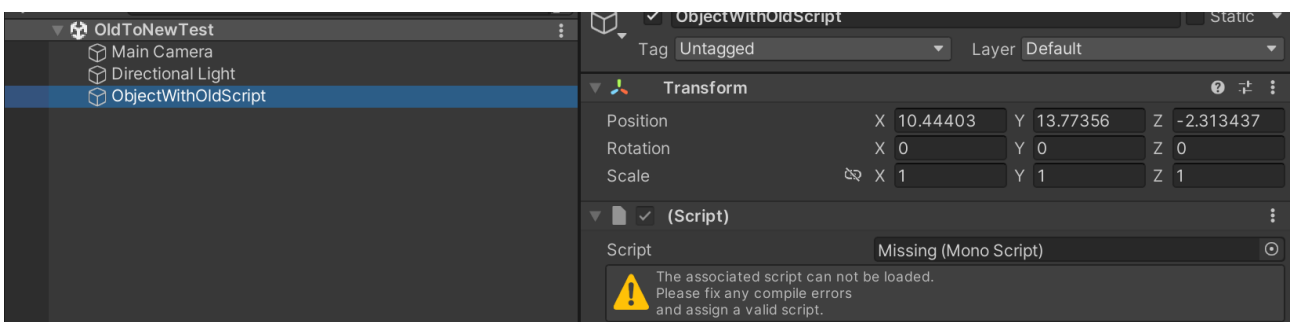 OldToNewTest
Main Camera
Directional Light
ObjectWithOldScript
ObjectWithOldScript Static
Tag Untagged Layer Default
Transform
Position X 10.44403 Y 13.77356 Z -2.313437
Rotation X 0 Y 0 Z 0
Scale X 1 Y 1 Z 1
(Script)
Script Missing (Mono Script)
The associated script can not be loaded.
Please fix any compile errors
and assign a valid script.